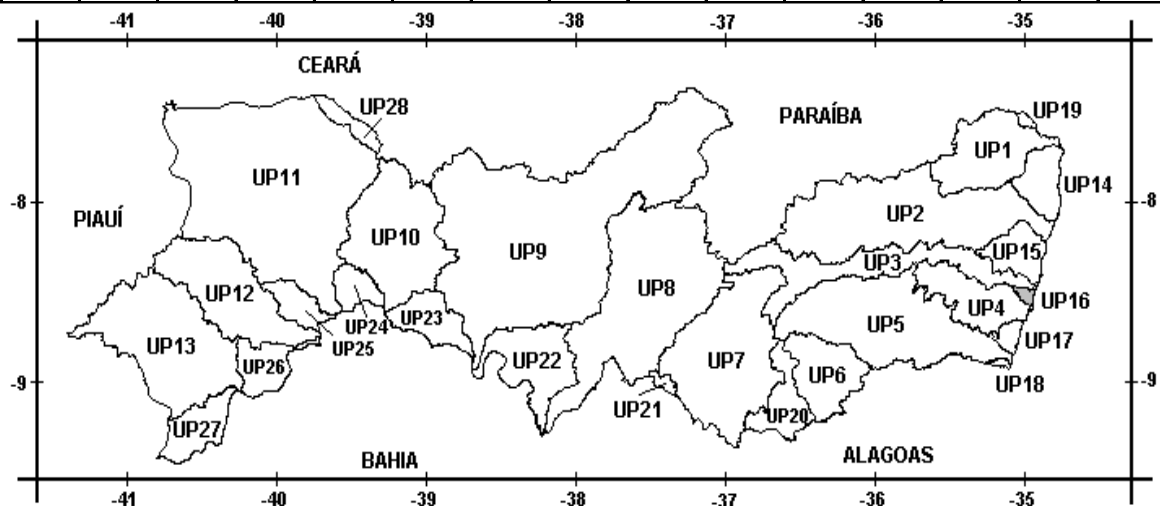 -41 -40 -39 -38 -37 -36 -35
CEARÁ
UP28
PARAÍBA
UP19
UP1
UP11
UP14
-8 -8
PIAUÍ
UP2
UP10
UP9
UP15
UP3
UP12
UP8
UP16
UP4
UP23
UP5
UP24
UP17
UP25
UP13
UP22
UP7
UP26
UP6
UP18
-9 -9
UP21
UP20
UP27
ALAGOAS
BAHIA
-41 -40 -39 -38 -37 -36 -35